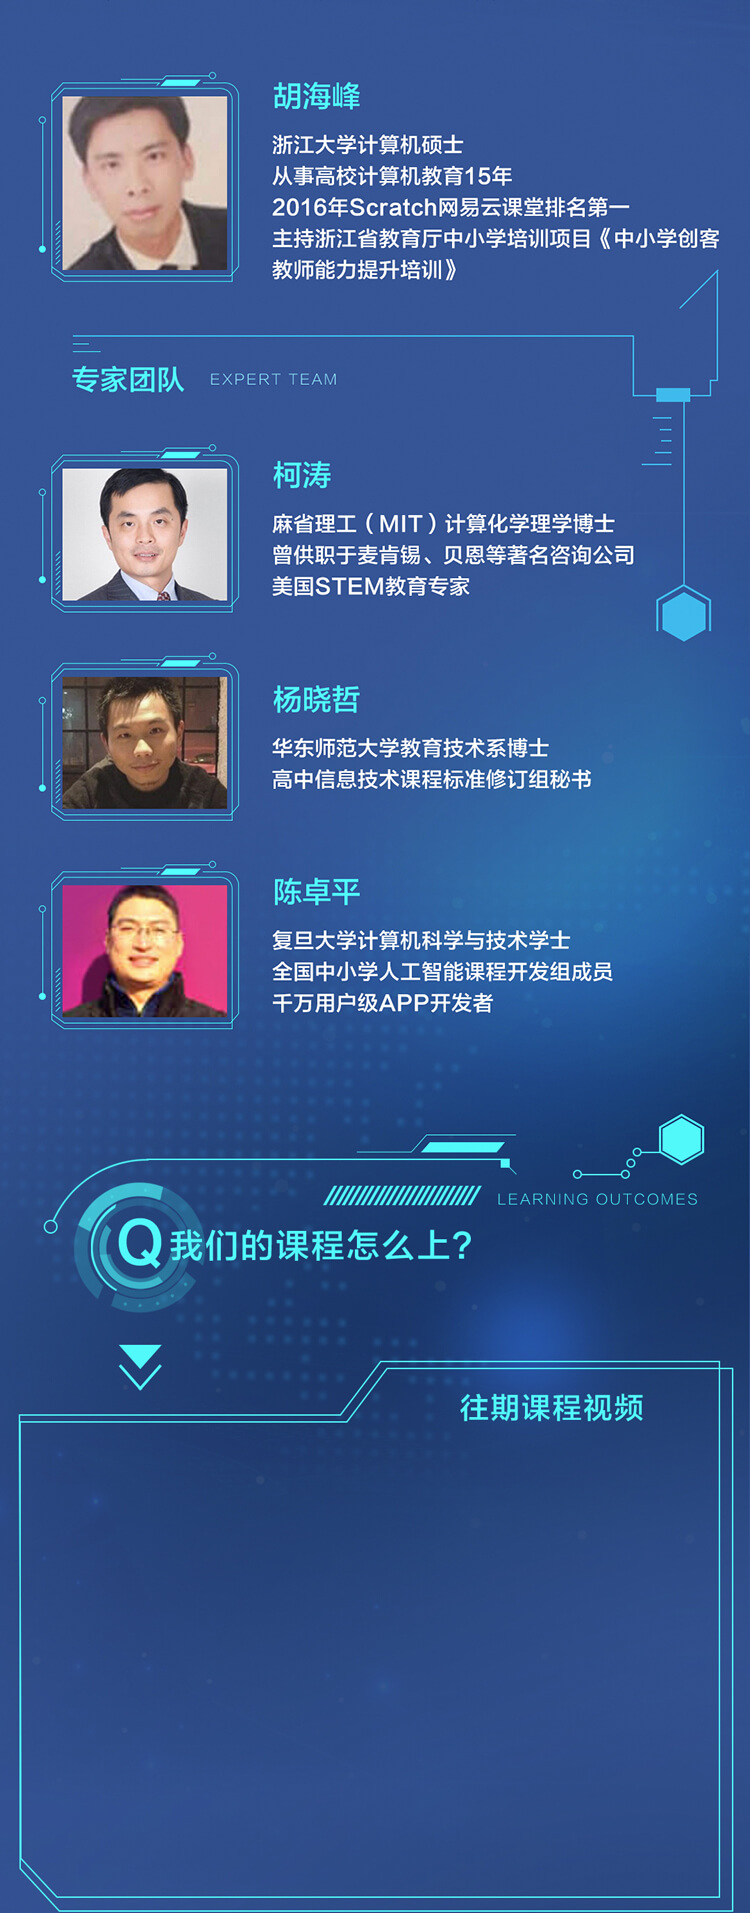 胡海峰
浙江大学计算机硕士
从事高校计算机教育15年
2016年Scratch网易云课堂排名第一
主持浙江省教育厅中小学培训项目《中小学创客
教师能力提升培训》
专家团队 EXPERT TEAM
柯涛
麻省理工（MIT）计算化学理学博士
曾供职于麦肯锡、贝恩等著名咨询公司
美国STEM教育专家
杨晓哲
华东师范大学教育技术系博士
高中信息技术课程标准修订组秘书
陈卓平
复旦大学计算机科学与技术学士
全国中小学人工智能课程开发组成员
千万用户级APP开发者
LEARNING OUTCOMES
Q 我们的课程怎么上?
往期课程视频